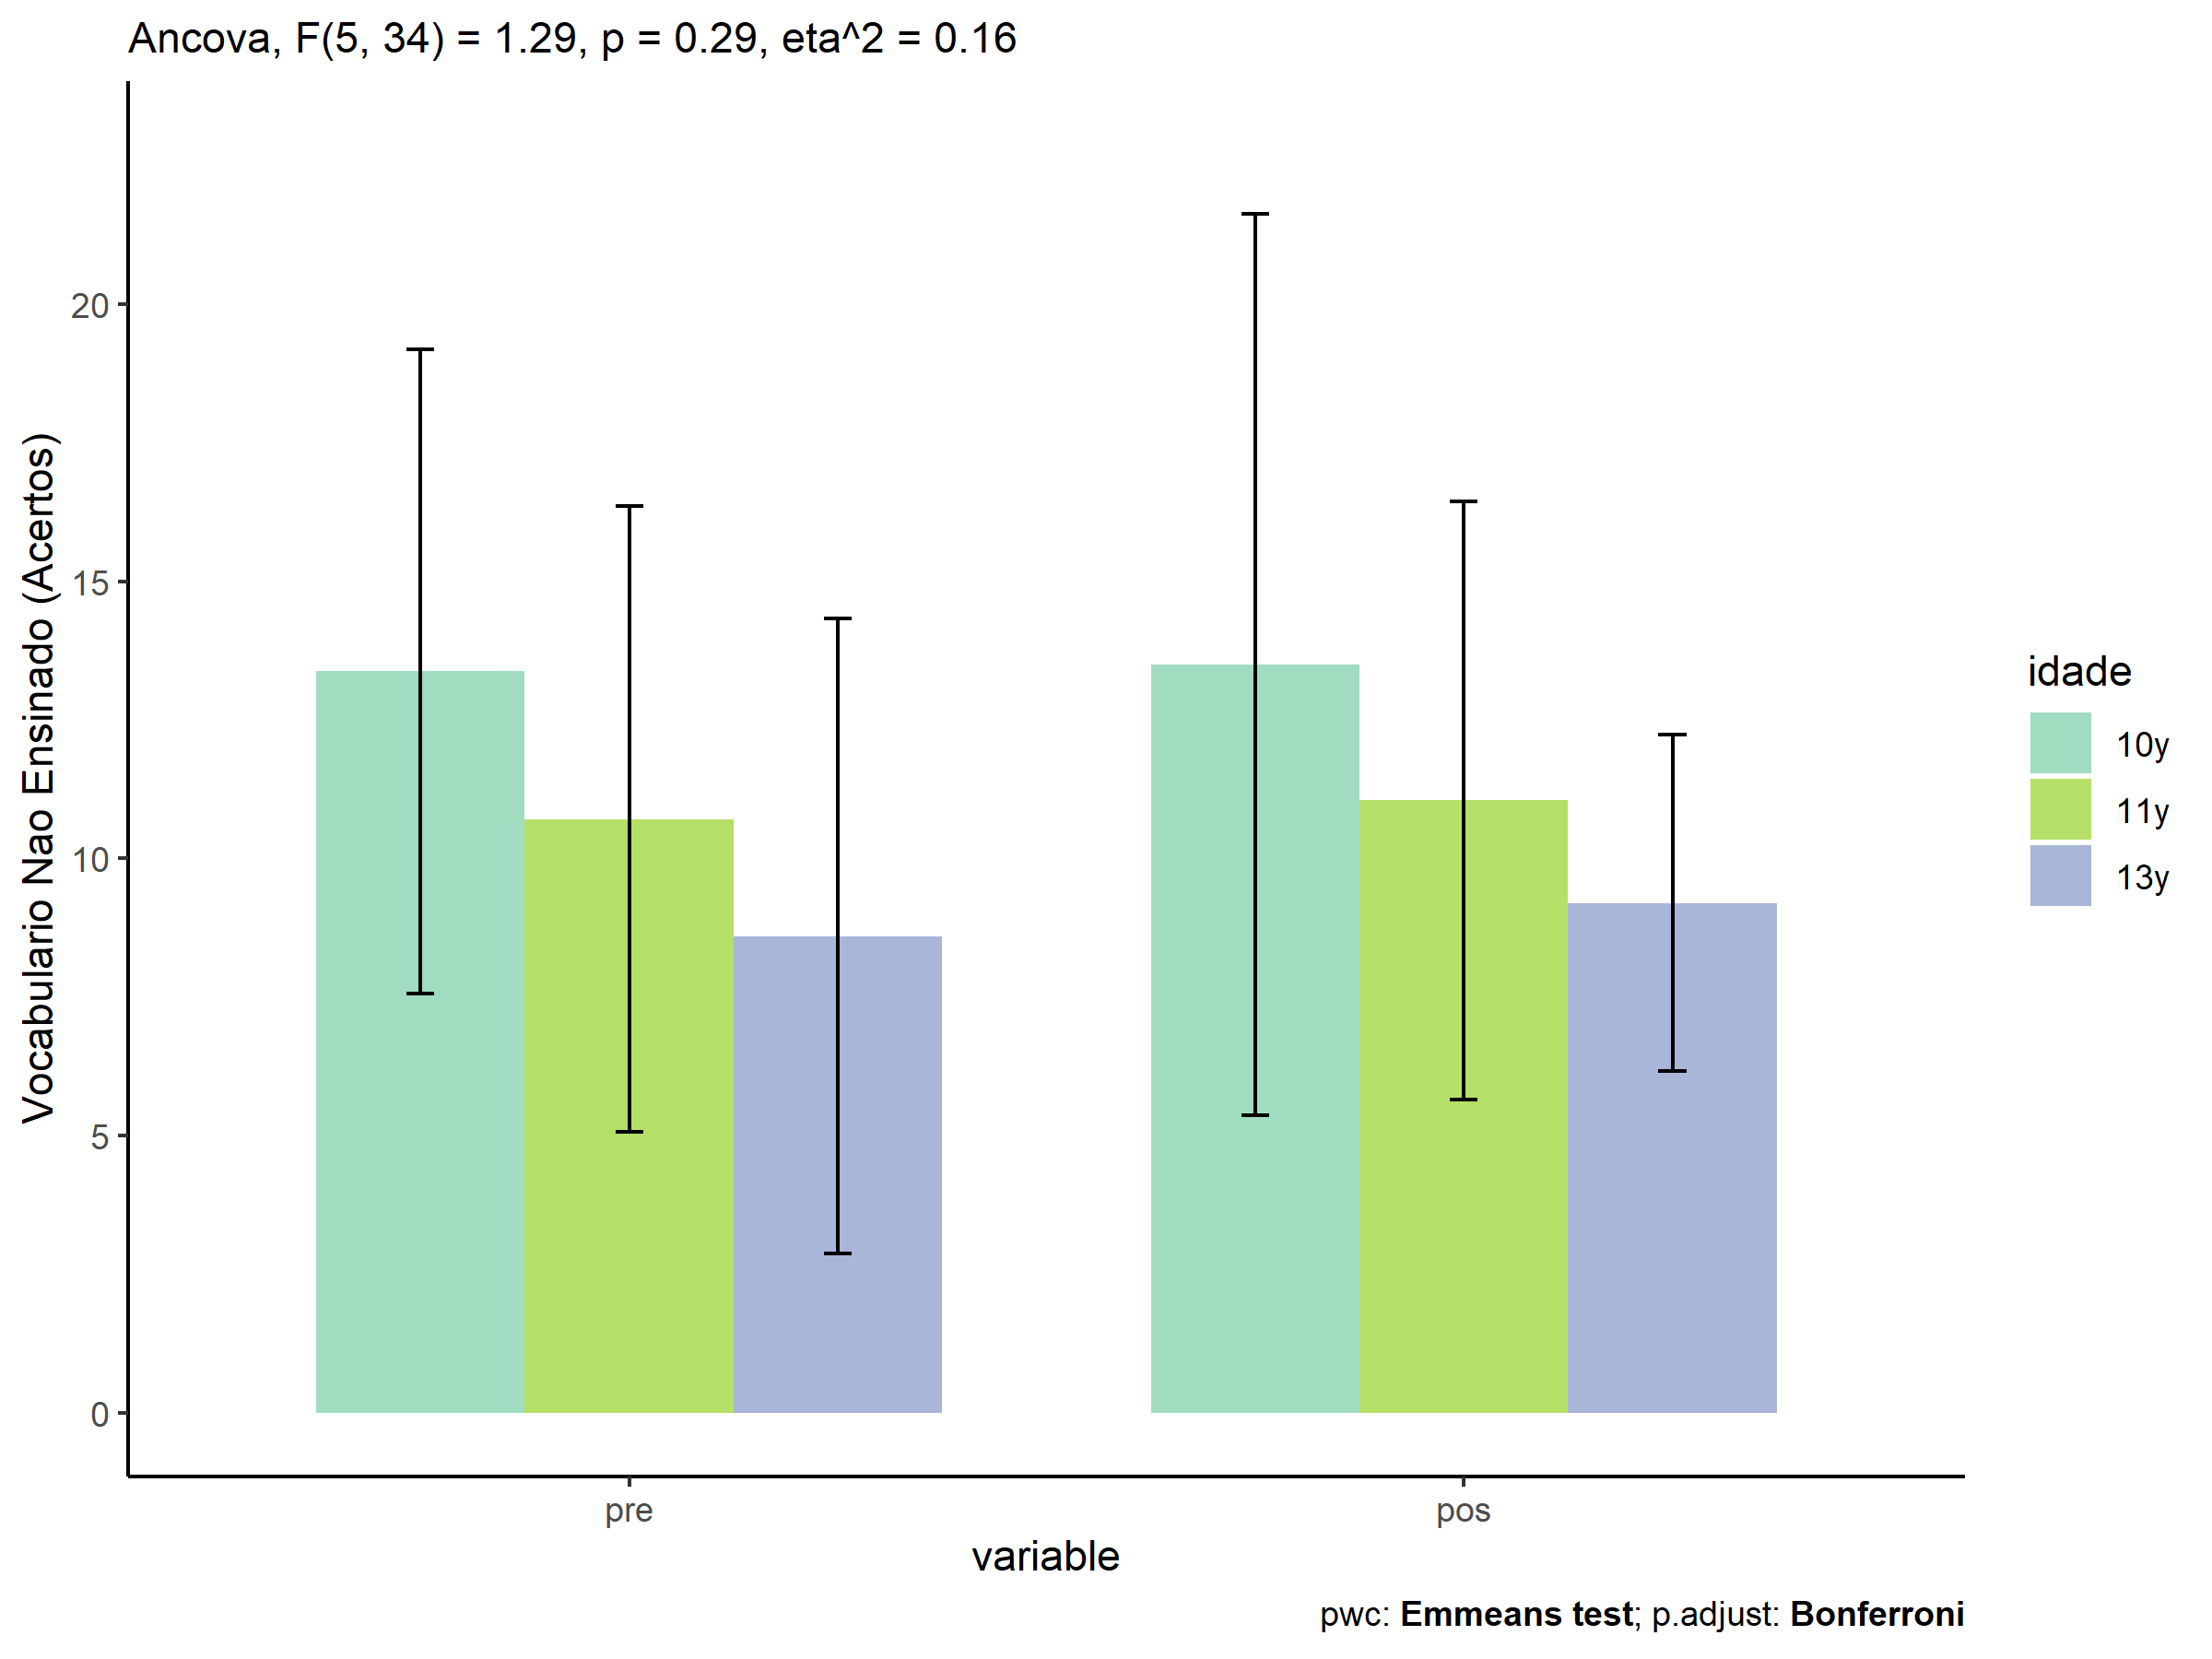 Ancova, F(5, 34) = 1.29, p = 0.29, eta^2 = 0.16
Vocabulario Nao Ensinado (Acertos)
20
15
10
5
0
pre
pos
variable
idade
10y
11y
13y
pwc: Emmeans test; p.adjust: Bonferroni